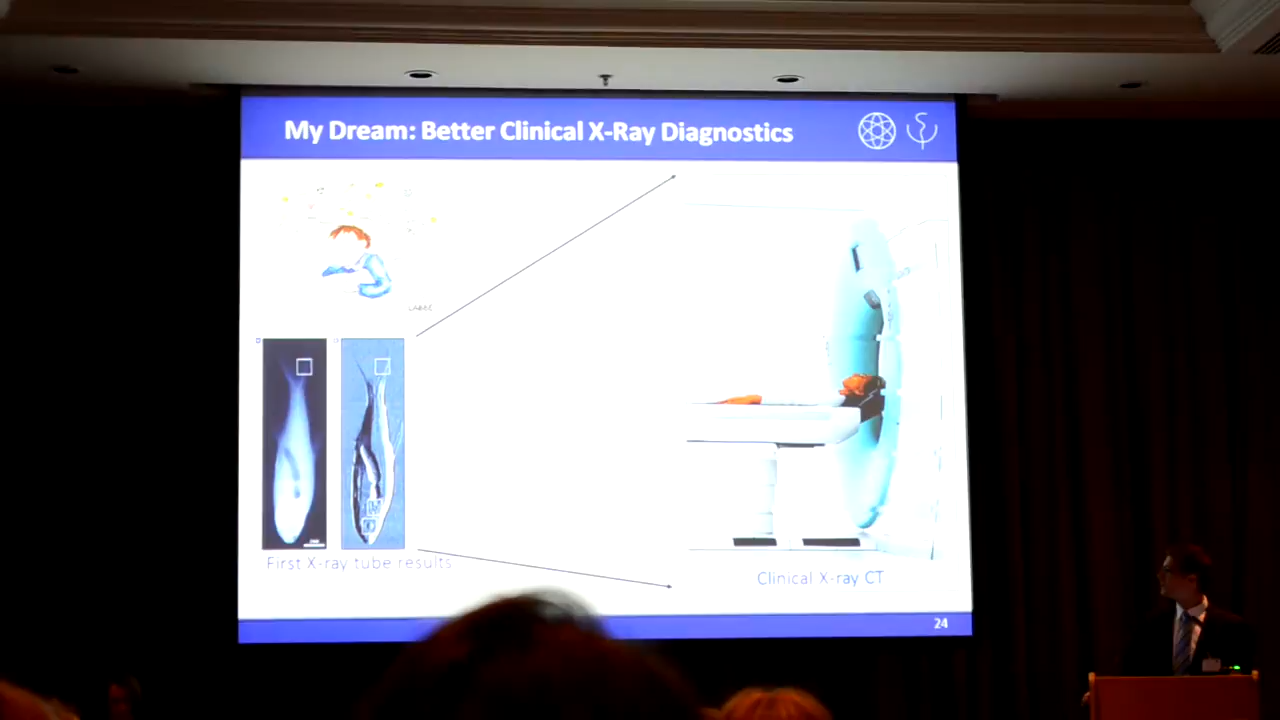 My Dream: Better Clinical X-Ray Diagnostics
First X-ray tube results
Clinical X-ray CT
24